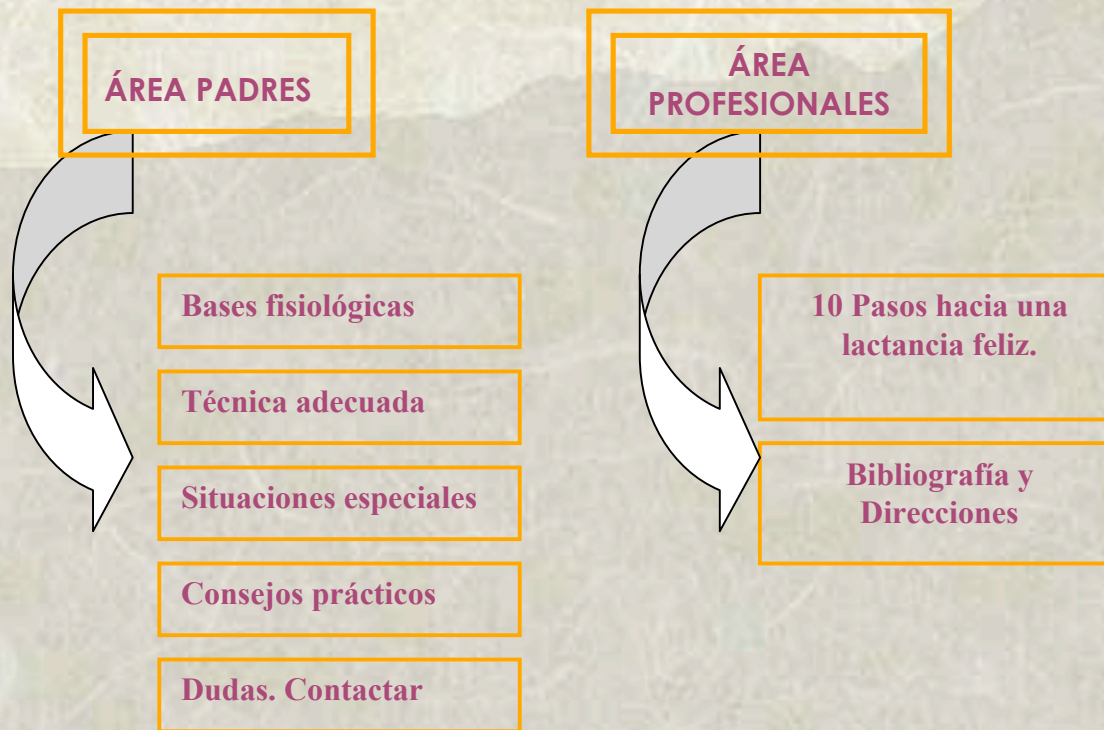 ÁREA PADRES
Bases fisiológicas
Técnica adecuada
Situaciones especiales
Consejos prácticos
Dudas. Contactar
ÁREA
PROFESIONALES
10 Pasos hacia una
lactancia feliz.
Bibliografía y
Direcciones